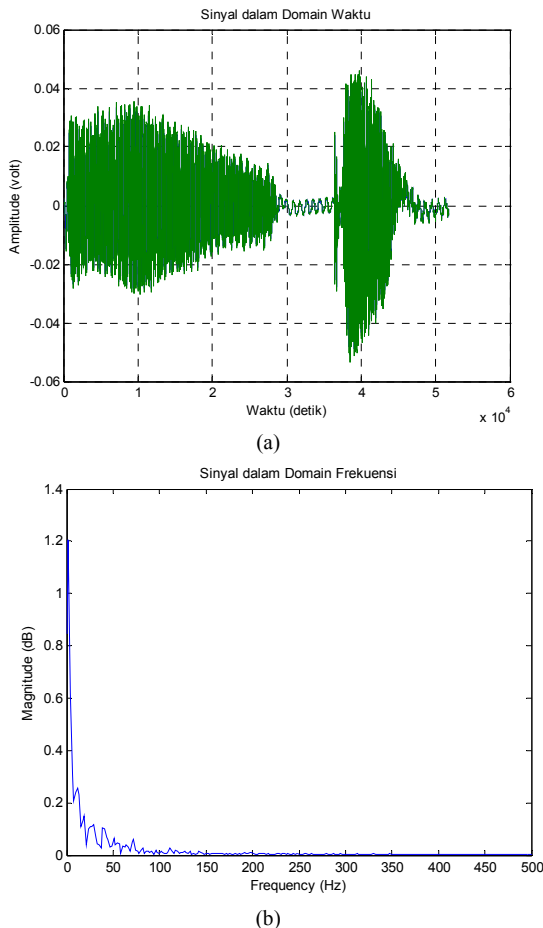 Sinyal dalam Domain Waktu
0.06
0.04
0.02
0
-0.02
-0.04
-0.06
Amplitude (volt)
0 1 2 3 4 5 6
Waktu (detik)
x 10^4
(a)
Sinyal dalam Domain Frekuensi
1.4
1.2
1
0.8
0.6
0.4
0.2
0
Magnitude (dB)
0 50 100 150 200 250 300 350 400 450 500
Frequency (Hz)
(b)